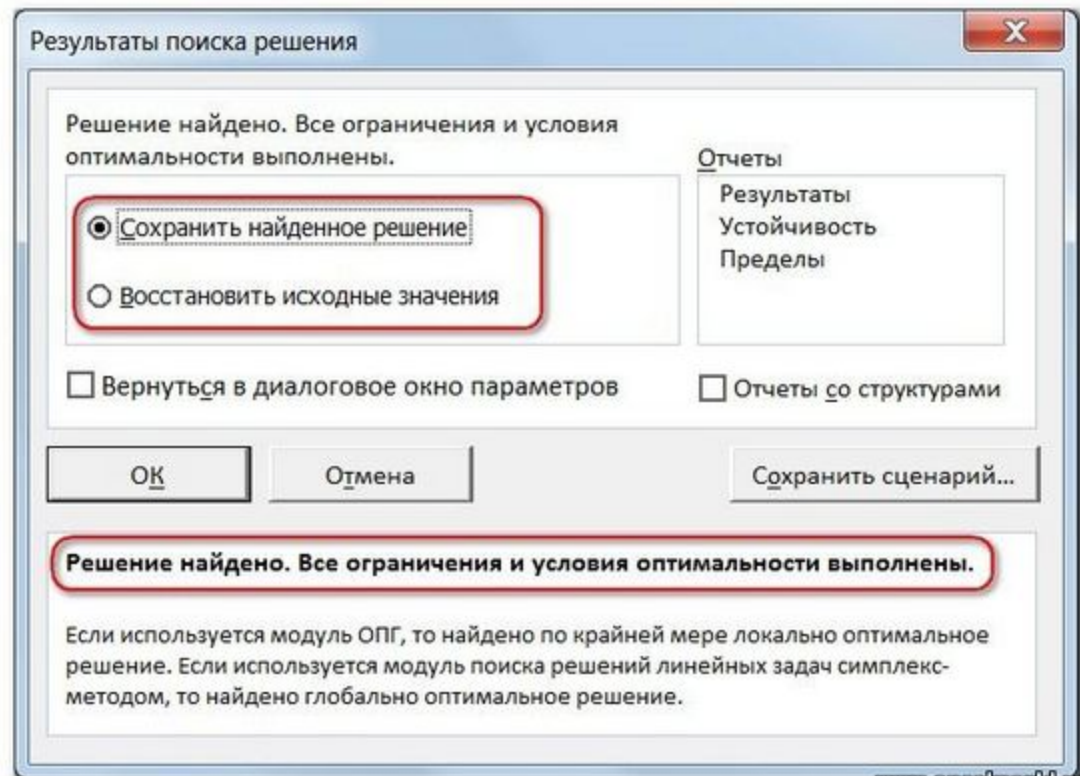 Результаты поиска решения
X
Решение найдено. Все ограничения и условия
оптимальности выполнены.
Отчеты
Сохранить найденное решение
Восстановить исходные значения
Результаты
Устойчивость
Пределы
Вернуться в диалоговое окно параметров
Отчеты со структурами
ОК
Отмена
Сохранить сценарий...
Решение найдено. Все ограничения и условия оптимальности выполнены.
Если используется модуль ОПГ, то найдено по крайней мере локально оптимальное
решение. Если используется модуль поиска решений линейных задач симплекс-
методом, то найдено глобально оптимальное решение.